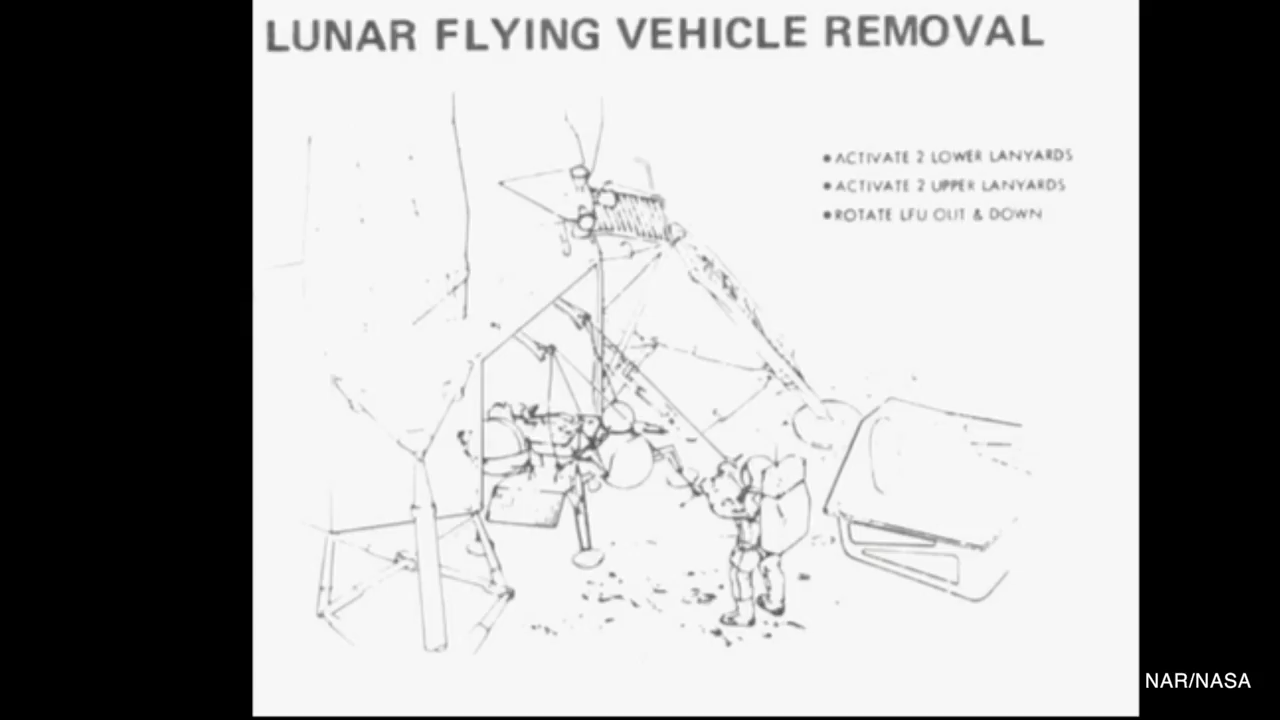 LUNAR FLYING VEHICLE REMOVAL
• ACTIVATE 2 LOWER LANYARDS
• ACTIVATE 2 UPPER LANYARDS
• ROTATE LFU OUT & DOWN
NAR/NASA